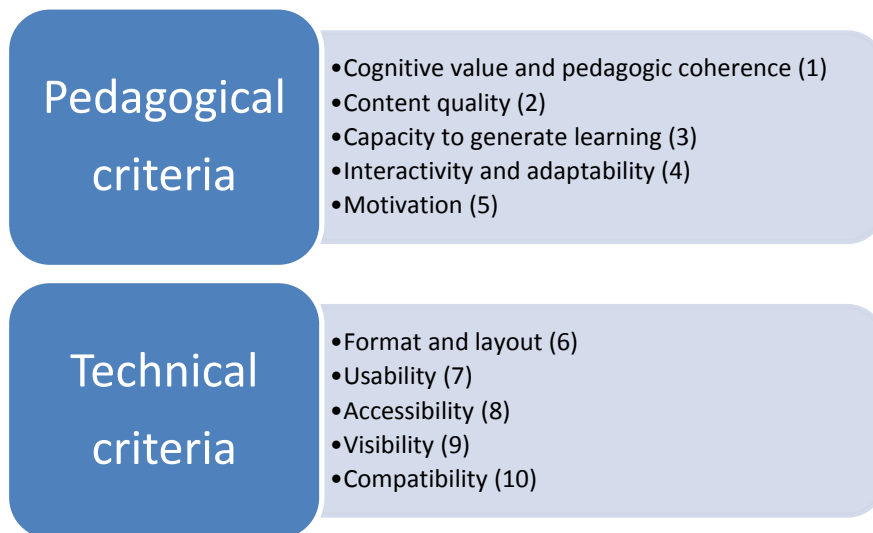 Pedagogical
criteria
•Cognitive value and pedagogic coherence (1)
•Content quality (2)
•Capacity to generate learning (3)
•Interactivity and adaptability (4)
•Motivation (5)
Technical
criteria
•Format and layout (6)
•Usability (7)
•Accessibility (8)
•Visibility (9)
•Compatibility (10)